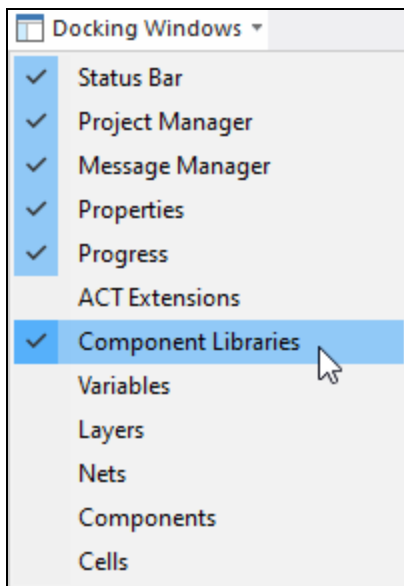 Docking Windows
Status Bar
Project Manager
Message Manager
Properties
Progress
ACT Extensions
Component Libraries
Variables
Layers
Nets
Components
Cells